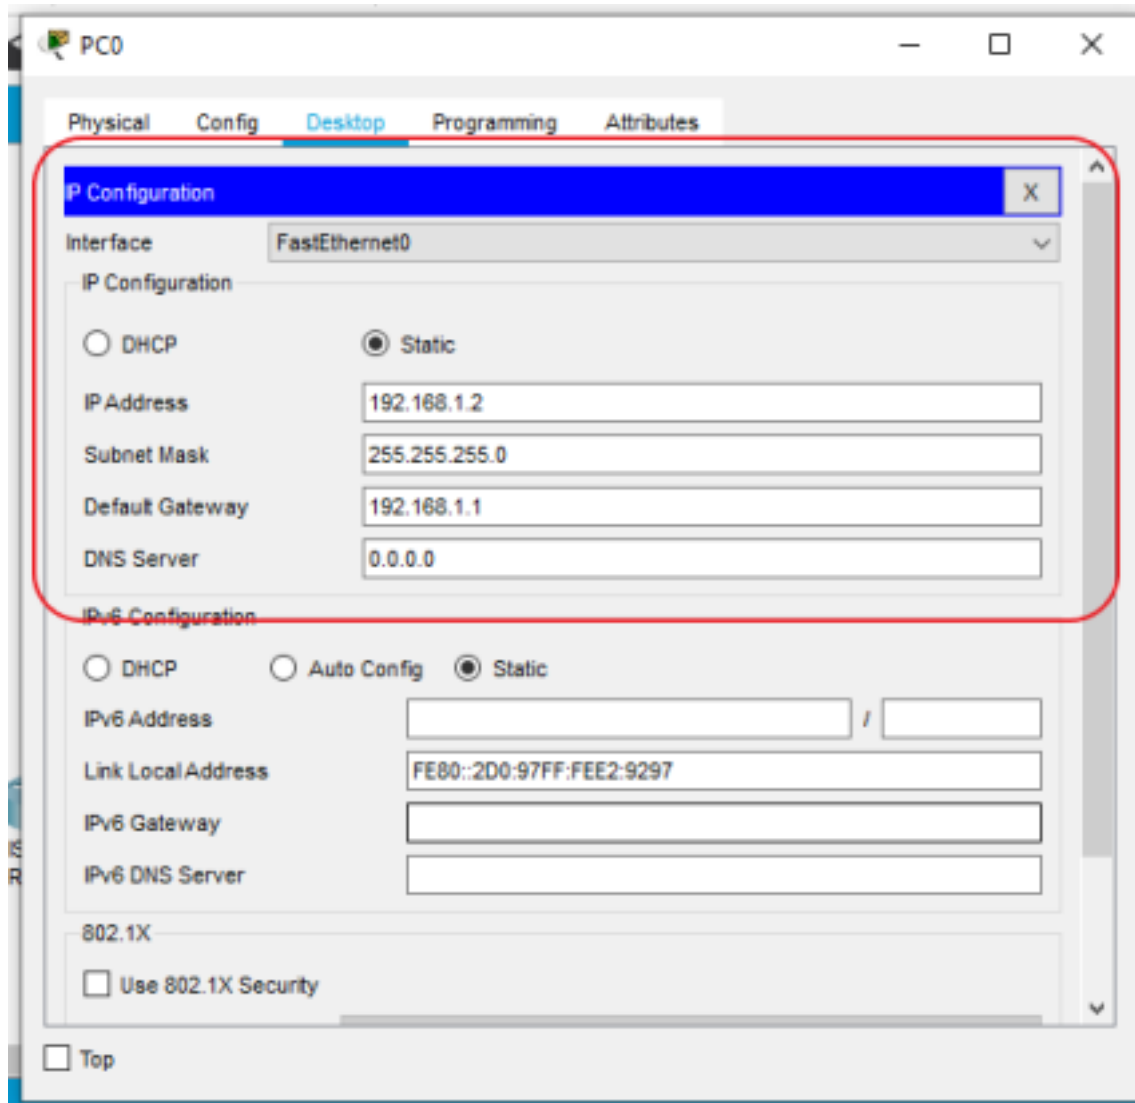 PC0
Physical Config Desktop Programming Attributes
IP Configuration X
Interface FastEthernet0
IP Configuration
DHCP Static
IP Address 192.168.1.2
Subnet Mask 255.255.255.0
Default Gateway 192.168.1.1
DNS Server 0.0.0.0
IPv6 Configuration
DHCP Auto Config Static
IPv6 Address /
Link Local Address FE80::2D0:97FF:FEE2:9297
IPv6 Gateway
IPv6 DNS Server
802.1X
Use 802.1X Security
Top